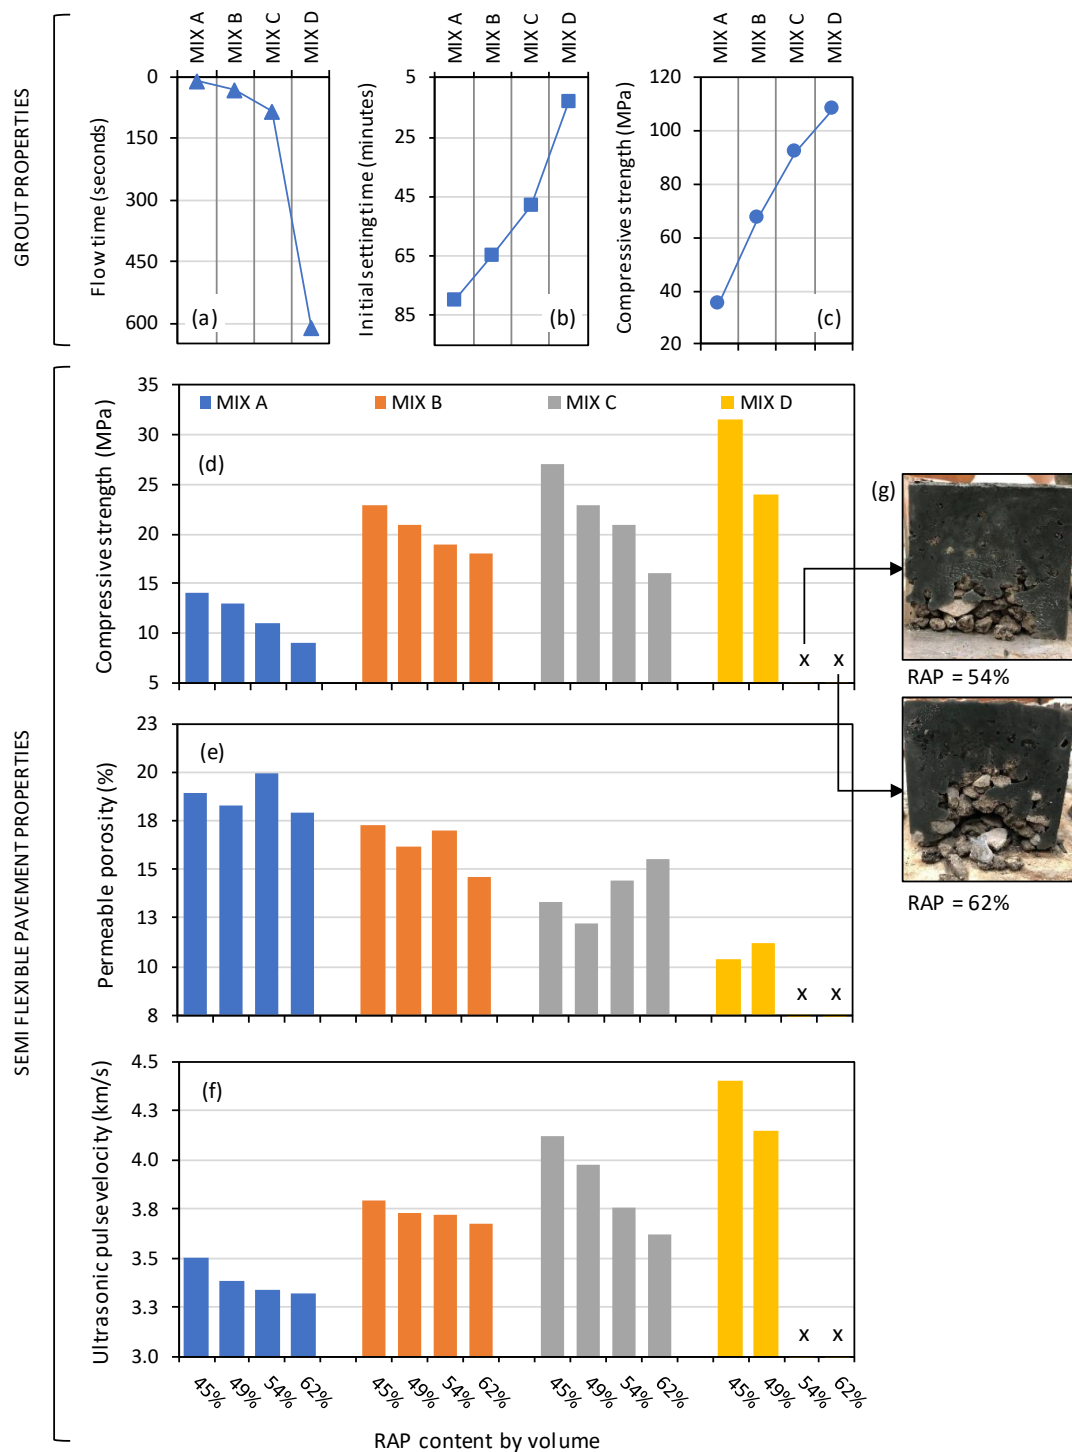 GROUT PROPERTIES
MIX A
MIX B
MIX C
MIX D
Flow time (seconds)
0
150
300
450
600
(a)
MIX A
MIX B
MIX C
MIX D
Initial setting time (minutes)
5
25
45
65
85
(b)
MIX A
MIX B
MIX C
MIX D
Compressive strength (MPa)
120
100
80
60
40
20
(c)
SEMI FLEXIBLE PAVEMENT PROPERTIES
Compressive strength (MPa)
35
30
25
20
15
10
5
MIX A MIX B MIX C MIX D
(d)
x x
(g)
RAP = 54%
RAP = 62%
Permeable porosity (%)
23
20
18
15
13
10
8
(e)
x x
Ultrasonic pulse velocity (km/s)
4.5
4.3
4.0
3.8
3.5
3.3
3.0
(f)
x x
45% 49% 54% 62% 45% 49% 54% 62% 45% 49% 54% 62% 45% 49% 54% 62%
RAP content by volume